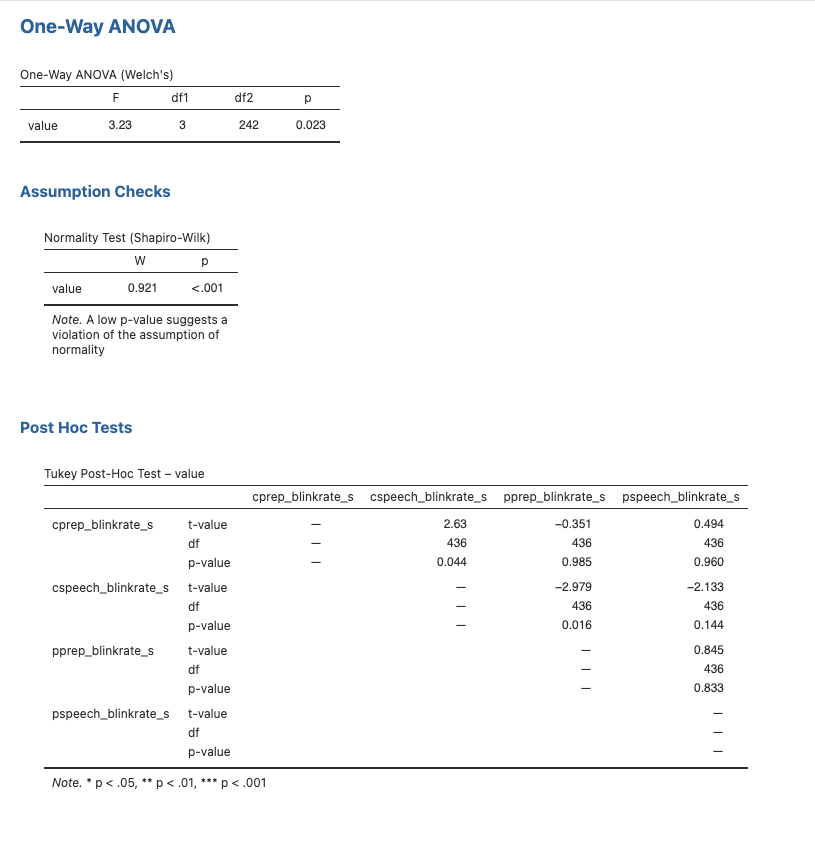 One-Way ANOVA
One-Way ANOVA (Welch's)
F df1 df2 p
value 3.23 3 242 0.023
Assumption Checks
Normality Test (Shapiro-Wilk)
W p
value 0.921 <.001
Note. A low p-value suggests a
violation of the assumption of
normality
Post Hoc Tests
Tukey Post-Hoc Test – value
cprep_blinkrate_s cspeech_blinkrate_s pprep_blinkrate_s pspeech_blinkrate_s
cprep_blinkrate_s t-value — 2.63 −0.351 0.494
df — 436 436 436
p-value — 0.044 0.985 0.960
cspeech_blinkrate_s t-value — −2.979 −2.133
df — 436 436
p-value — 0.016 0.144
pprep_blinkrate_s t-value — 0.845
df — 436
p-value — 0.833
pspeech_blinkrate_s t-value —
df —
p-value —
Note. * p < .05, ** p < .01, *** p < .001